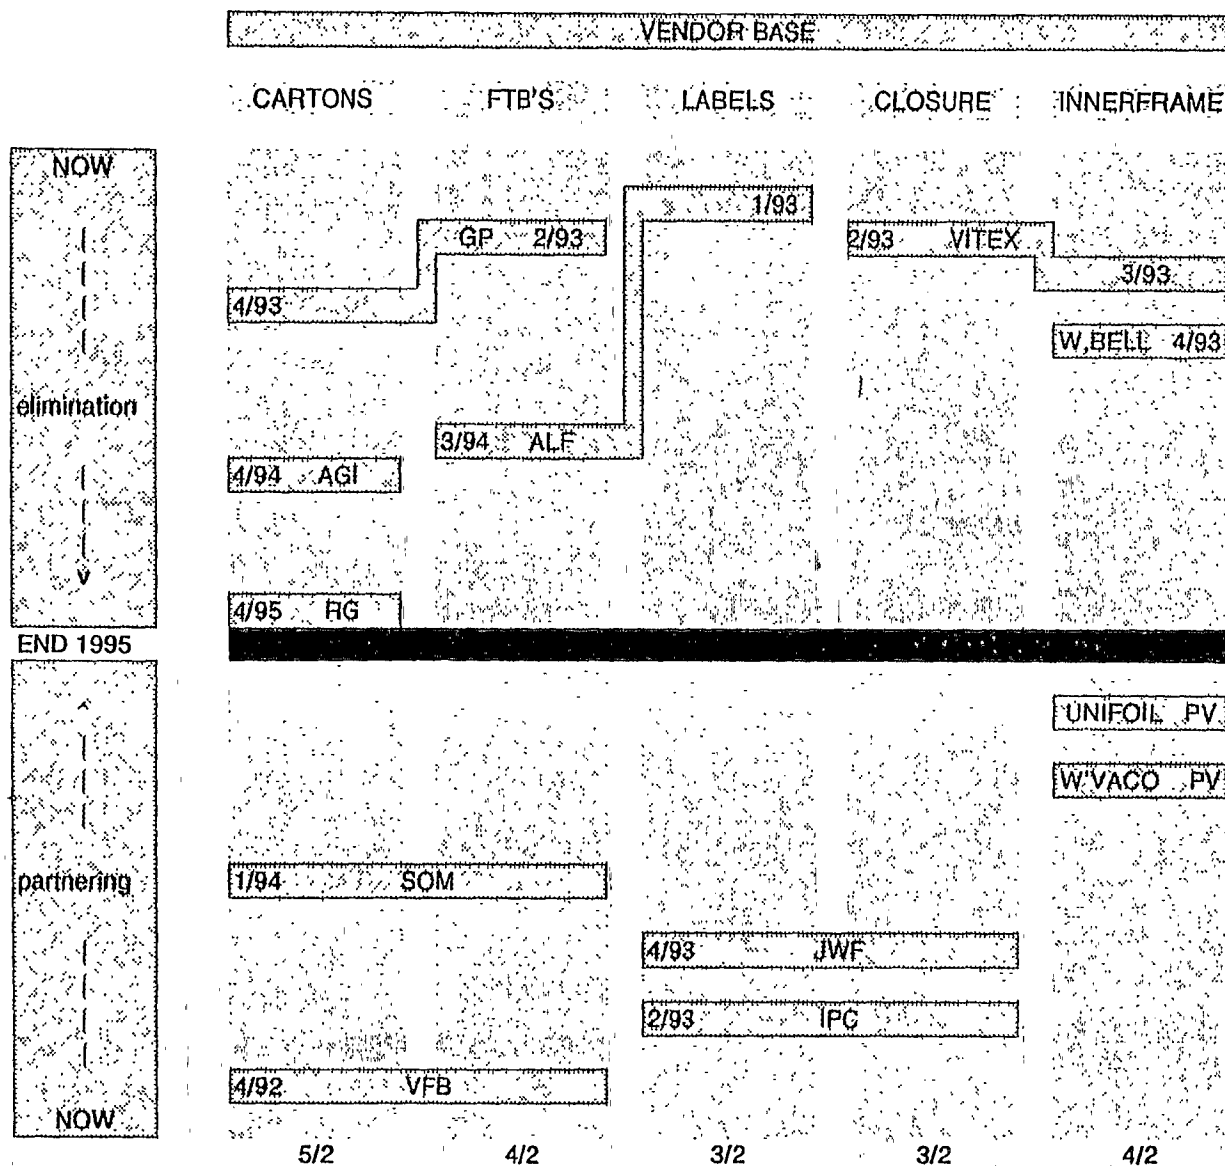 VENDOR BASE
CARTONS FTB'S LABELS CLOSURE INNERFRAME
NOW
1/93
GP 2/93 2/93 VITEX
3/93
4/93
W,BELL 4/93
elimination
3/94 ALF
4/94 AGI
4/95 RG
END 1995
UNIFOIL PV
W'VACO PV
partnering 1/94 SOM
4/93 JWF
2/93 IPC
4/92 VFB
NOW
5/2 4/2 3/2 3/2 4/2